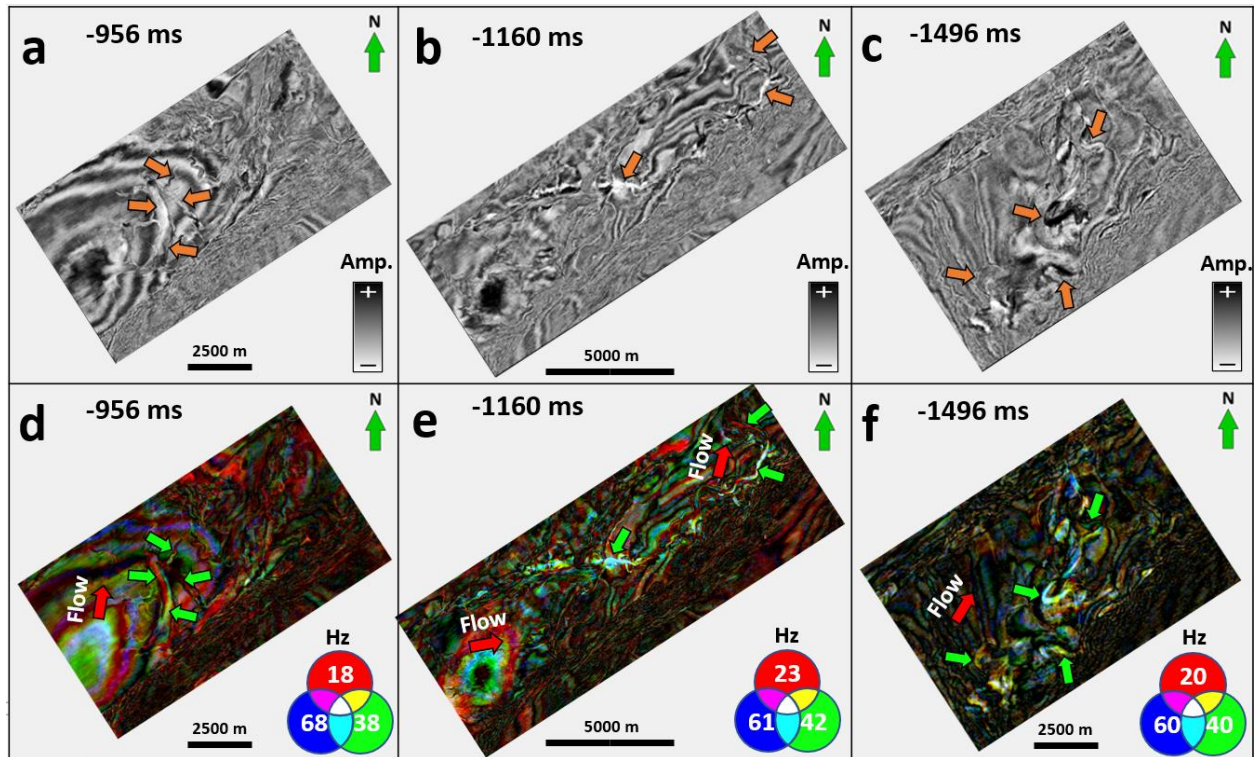 a
-956 ms
N
Amp.
+
–
2500 m
b
-1160 ms
N
Amp.
+
–
5000 m
c
-1496 ms
N
Amp.
+
–
d
-956 ms
N
Flow
Hz
18
68
38
2500 m
e
-1160 ms
N
Flow
Flow
Hz
23
61
42
5000 m
f
-1496 ms
N
Flow
Hz
20
60
40
2500 m